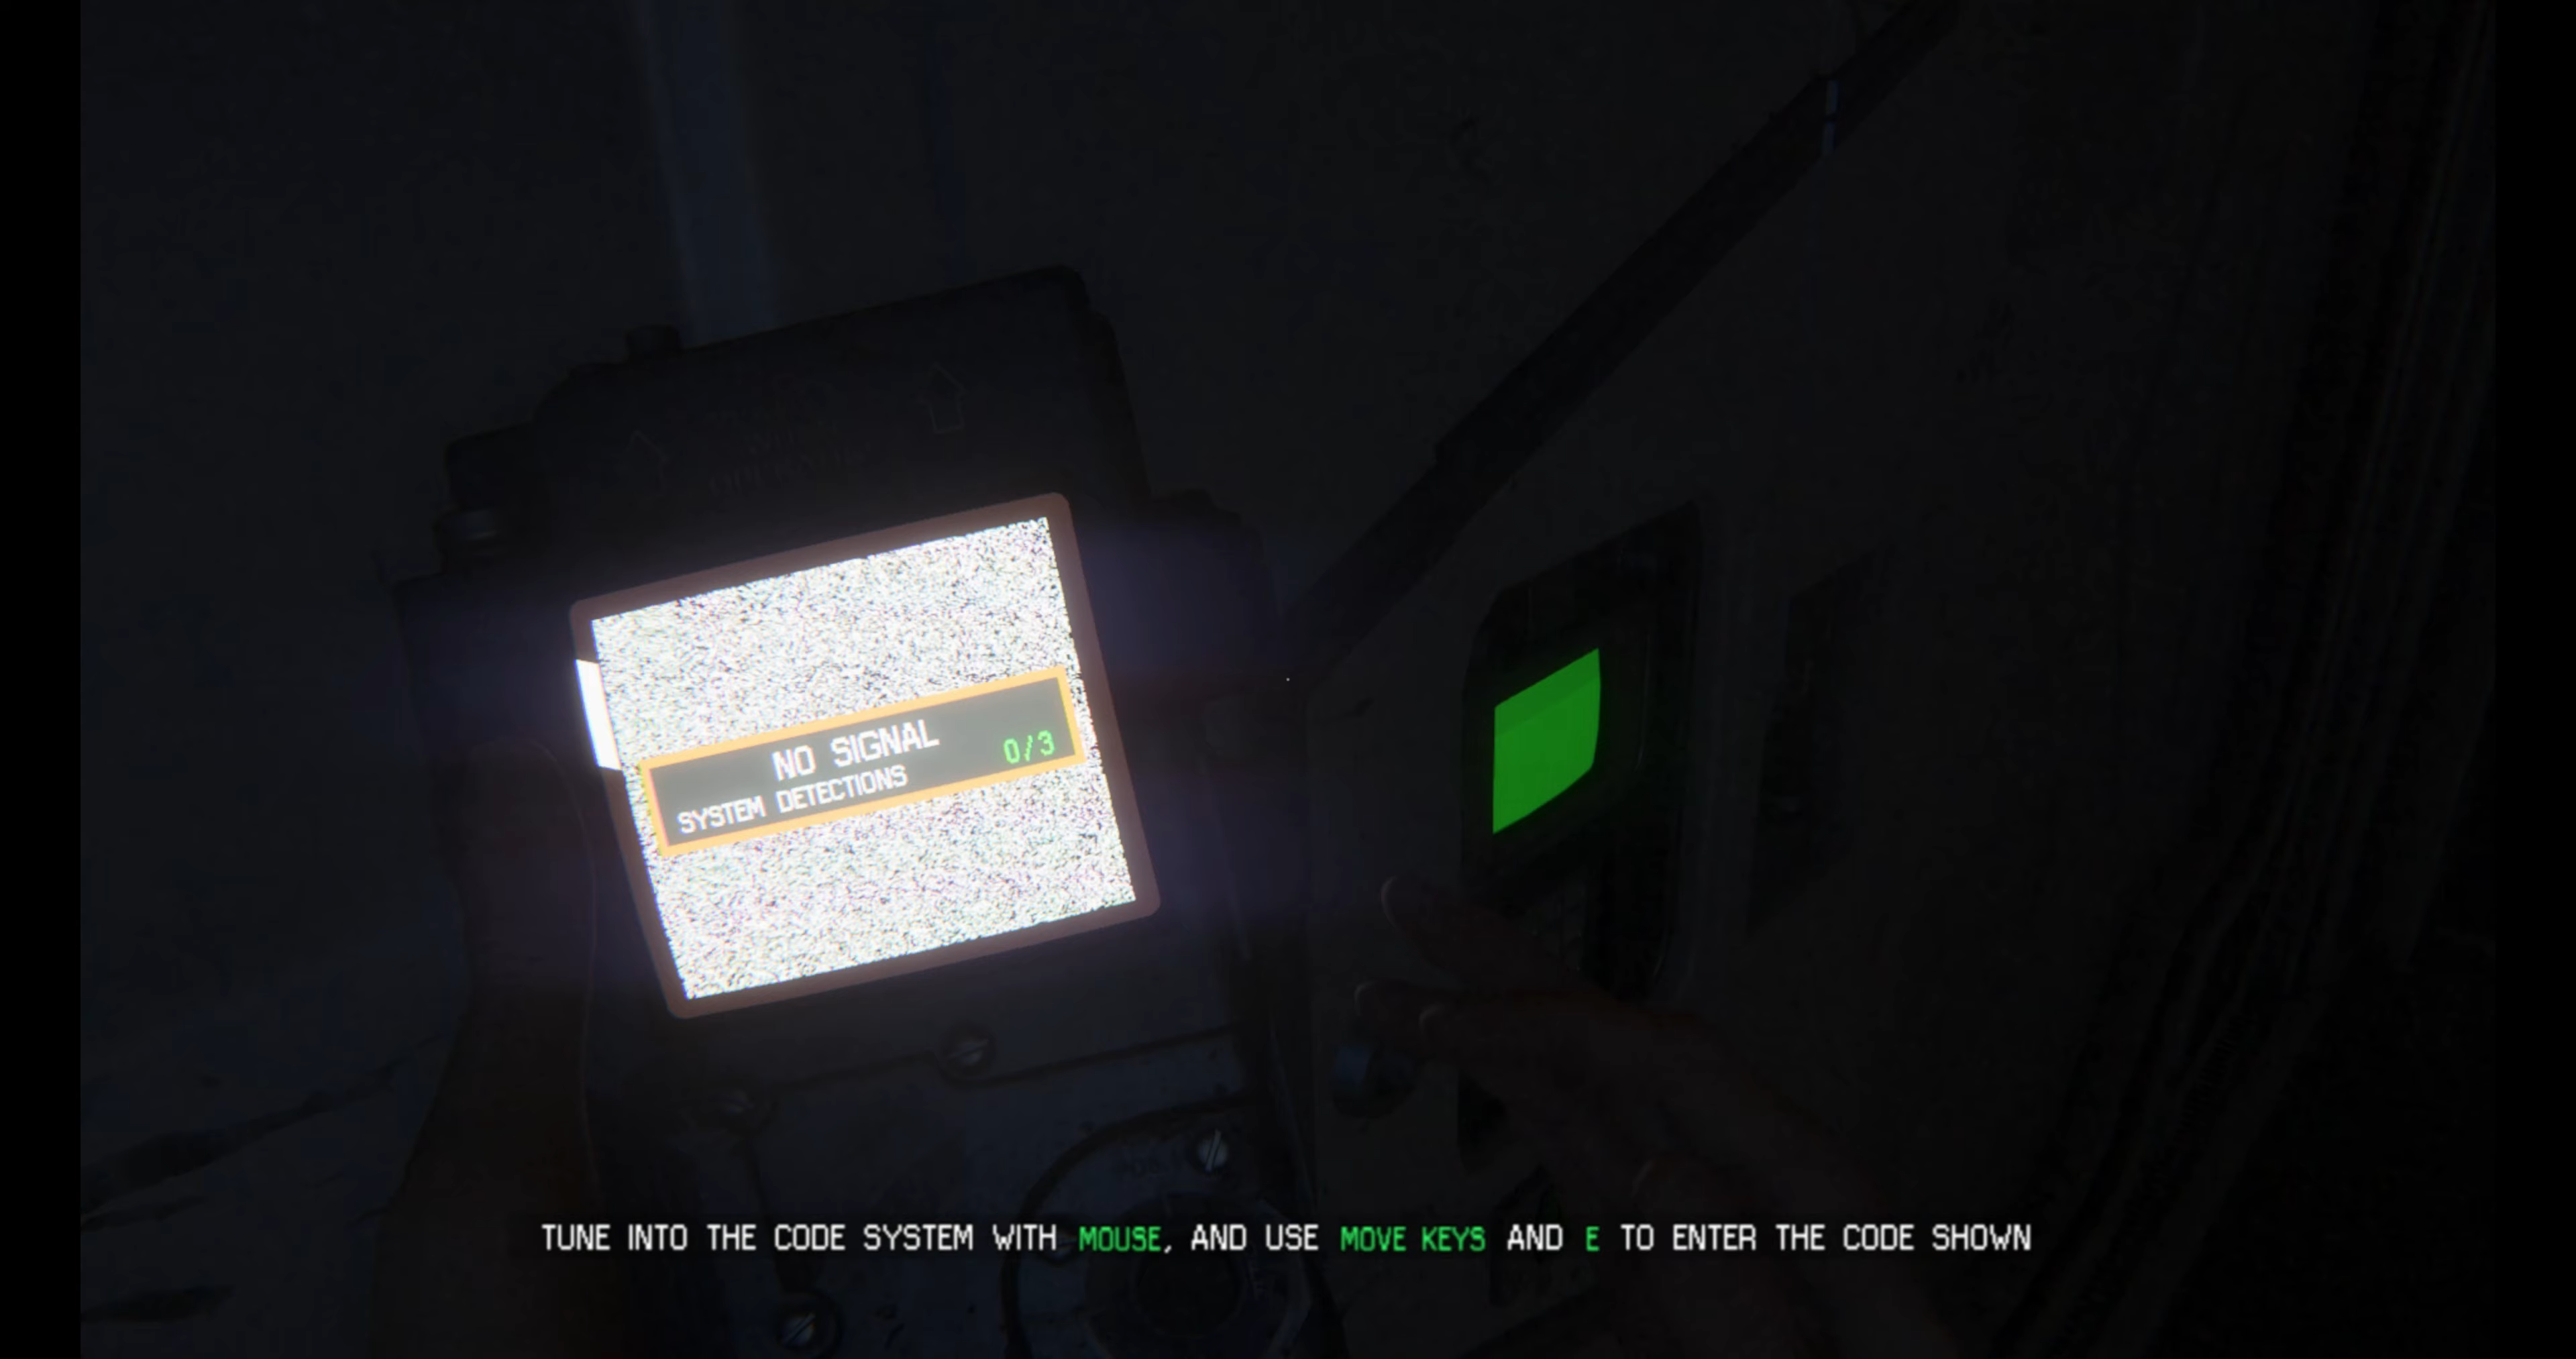 NO SIGNAL
SYSTEM DETECTIONS 0/3
TUNE INTO THE CODE SYSTEM WITH MOUSE, AND USE MOVE KEYS AND E TO ENTER THE CODE SHOWN